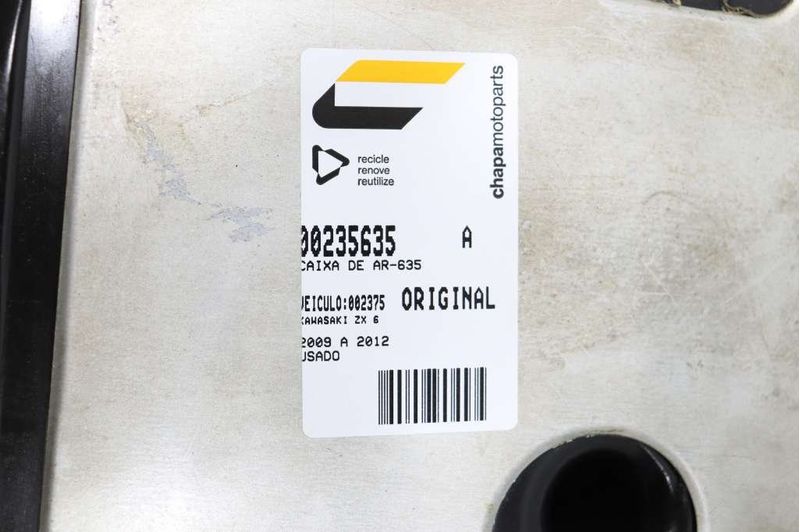 chapamotoparts
recicle
renove
reutilize
00235635 A
CAIXA DE AR-635
VEICULO:002375 ORIGINAL
KAWASAKI ZX 6
2009 A 2012
USADO